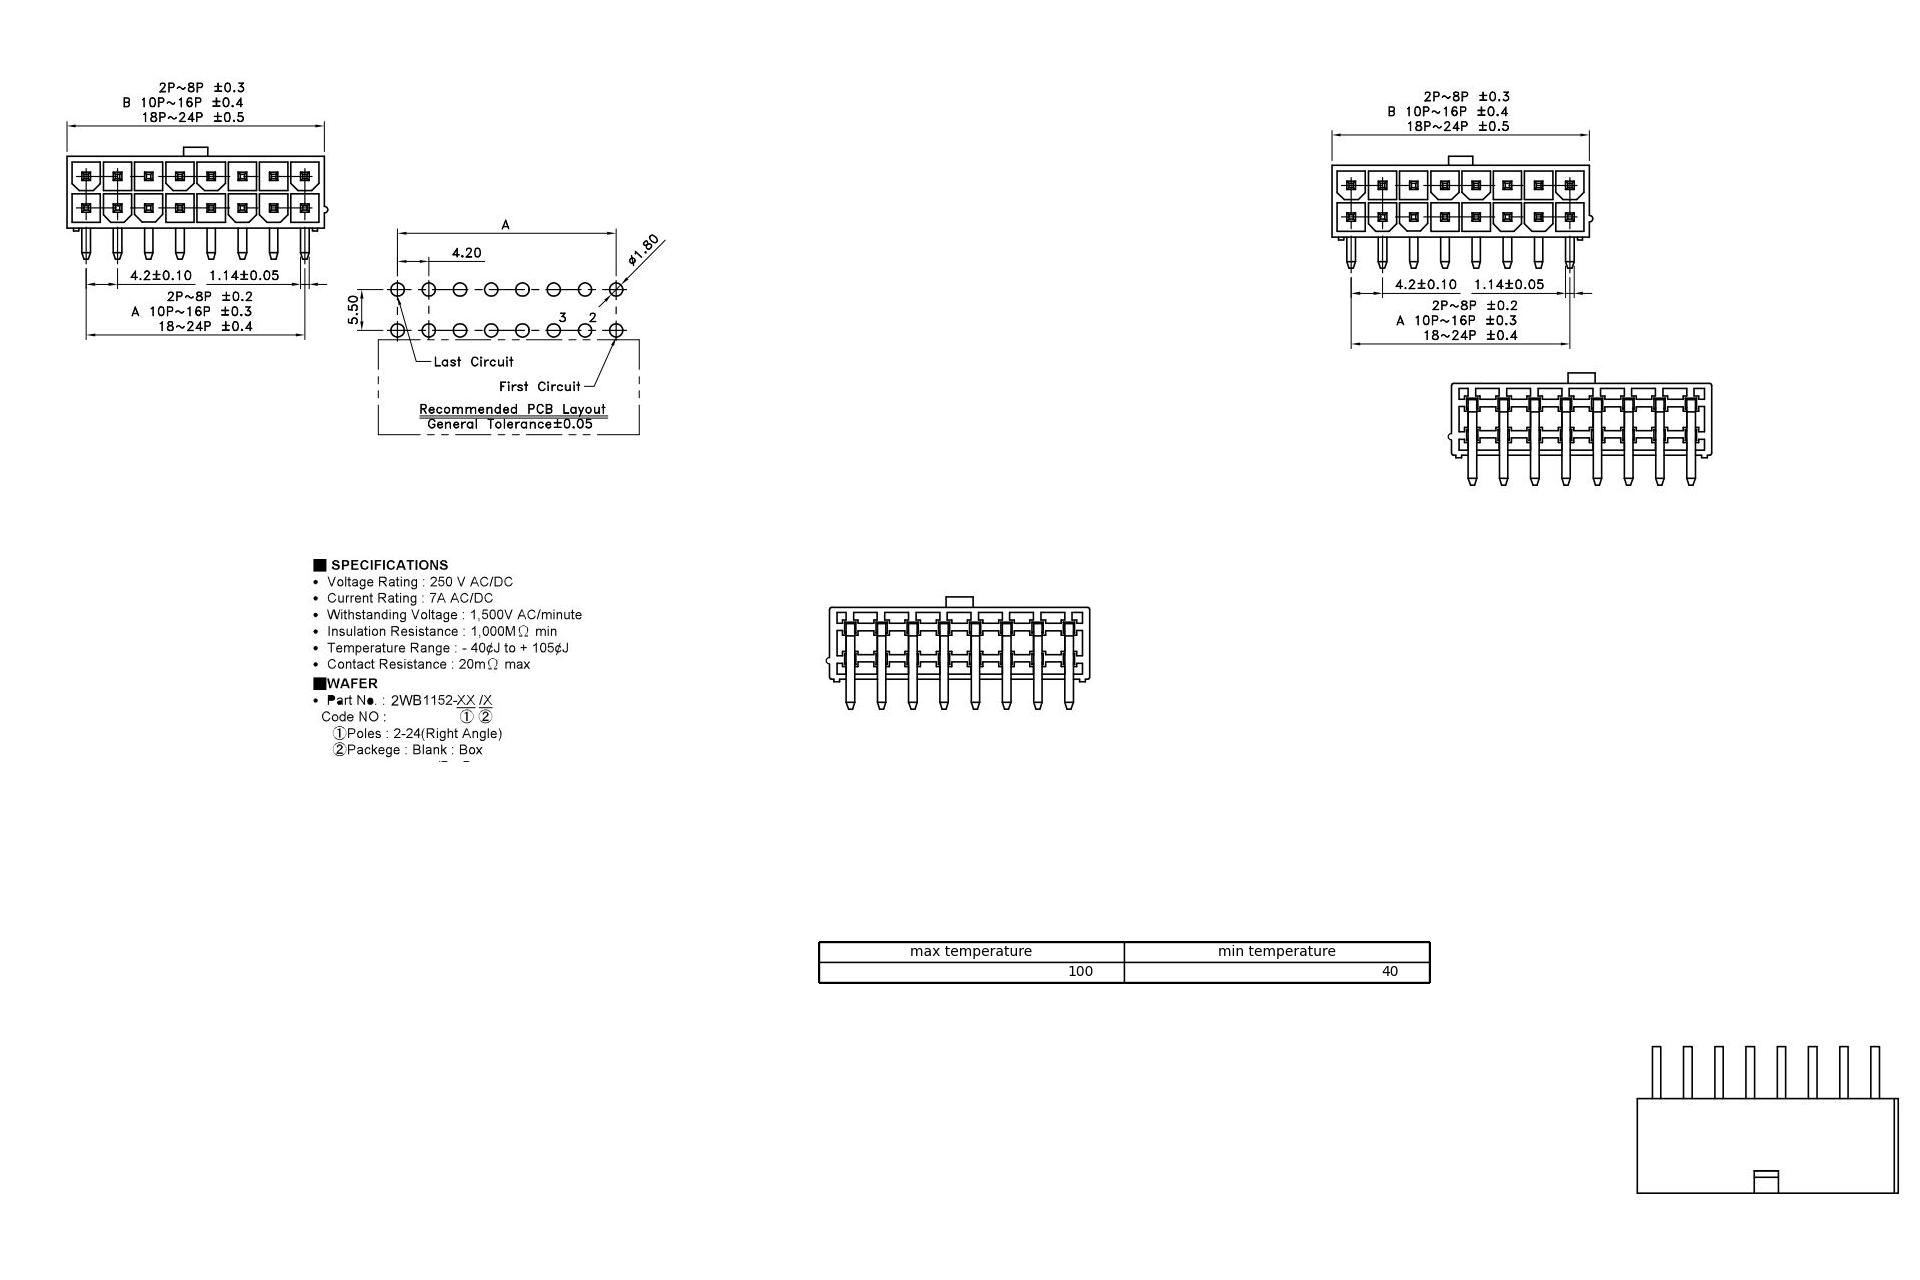 2P~8P ±0.3
B 10P~16P ±0.4
18P~24P ±0.5
4.2±0.10 1.14±0.05
2P~8P ±0.2
A 10P~16P ±0.3
18~24P ±0.4
A
4.20
ø1.80
5.50
3 2
Last Circuit
First Circuit
Recommended PCB Layout
General Tolerance±0.05
2P~8P ±0.3
B 10P~16P ±0.4
18P~24P ±0.5
4.2±0.10 1.14±0.05
2P~8P ±0.2
A 10P~16P ±0.3
18~24P ±0.4
■ SPECIFICATIONS
• Voltage Rating : 250 V AC/DC
• Current Rating : 7A AC/DC
• Withstanding Voltage : 1,500V AC/minute
• Insulation Resistance : 1,000MΩ min
• Temperature Range : - 40¢J to + 105¢J
• Contact Resistance : 20mΩ max
■WAFER
• Part No. : 2WB1152-XX /X
Code NO : ① ②
①Poles : 2-24(Right Angle)
②Packege : Blank : Box
max temperature min temperature
100 40